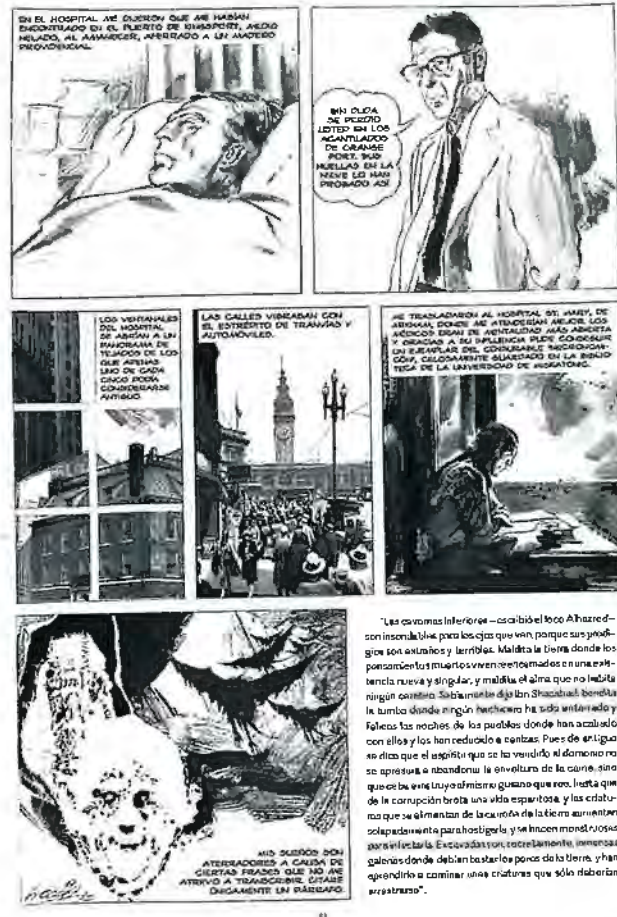 EN EL HOSPITAL ME DIJERON QUE ME HABÍAN
ENCONTRADO EN EL PUERTO DE KINGSPORT, MEDIO
HELADO, AL AMANECER, AFERRADO A UN MADERO
PROVIDENCIAL.
SIN DUDA
SE PERDIÓ
USTED EN LOS
ACANTILADOS
DE ORANGE
PORT. SUS
HUELLAS EN LA
NIEVE LO HAN
PROBADO ASÍ.
LOS VENTANALES
DEL HOSPITAL
SE ABRÍAN A UN
PANORAMA DE
TEJADOS DE LOS
QUE APENAS
UNO DE CADA
CINCO PODÍA
CONSIDERARSE
ANTIGUO.
LAS CALLES VIBRABAN CON
EL ESTRÉPITO DE TRANVÍAS Y
AUTOMÓVILES.
ME TRASLADARON AL HOSPITAL ST. MARY, DE
ARKHAM, DONDE ME ATENDERÍAN MEJOR. LOS
MÉDICOS ERAN DE MENTALIDAD MÁS ABIERTA
Y GRACIAS A SU INFLUENCIA PUDE CONSEGUIR
UN EJEMPLAR DEL CENSURABLE NECRONOMI-
CÓN, CELOSAMENTE GUARDADO EN LA BIBLIO-
TECA DE LA UNIVERSIDAD DE MISKATONIC.
MIS SUEÑOS SON
ATERRADORES A CAUSA DE
CIERTAS FRASES QUE NO ME
ATREVO A TRANSCRIBIR. CITARÉ
ÚNICAMENTE UN PÁRRAFO.
"Las cavernas inferiores —escribió el loco Alhazred—
son insondables para los ojos que ven, porque sus prodi-
gios son extraños y terribles. Maldita la tierra donde los
pensamientos muertos viven reencarnados en una exis-
tencia nueva y singular, y maldita el alma que no habita
ningún cerebro. Sabiamente dijo Ibn Shacabad: bendita
la tumba donde ningún hechicero ha sido enterrado y
felices las noches de los pueblos donde han acabado
con ellos y los han reducido a cenizas. Pues de antiguo
se dice que el espíritu que se ha vendido al demonio no
se apresura a abandonar la envoltura de la carne, sino
que ceba e instruye al mismo gusano que roe, hasta que
de la corrupción brota una vida espantosa, y las criatu-
ras que se alimentan de la carroña de la tierra aumentan
solapadamente para hostigarla, y se hacen monstruosas
para infestarla. Excavadas son, secretamente, inmensas
galerías donde debían bastar los poros de la tierra, y han
aprendido a caminar unas criaturas que sólo deberían
arrastrarse".